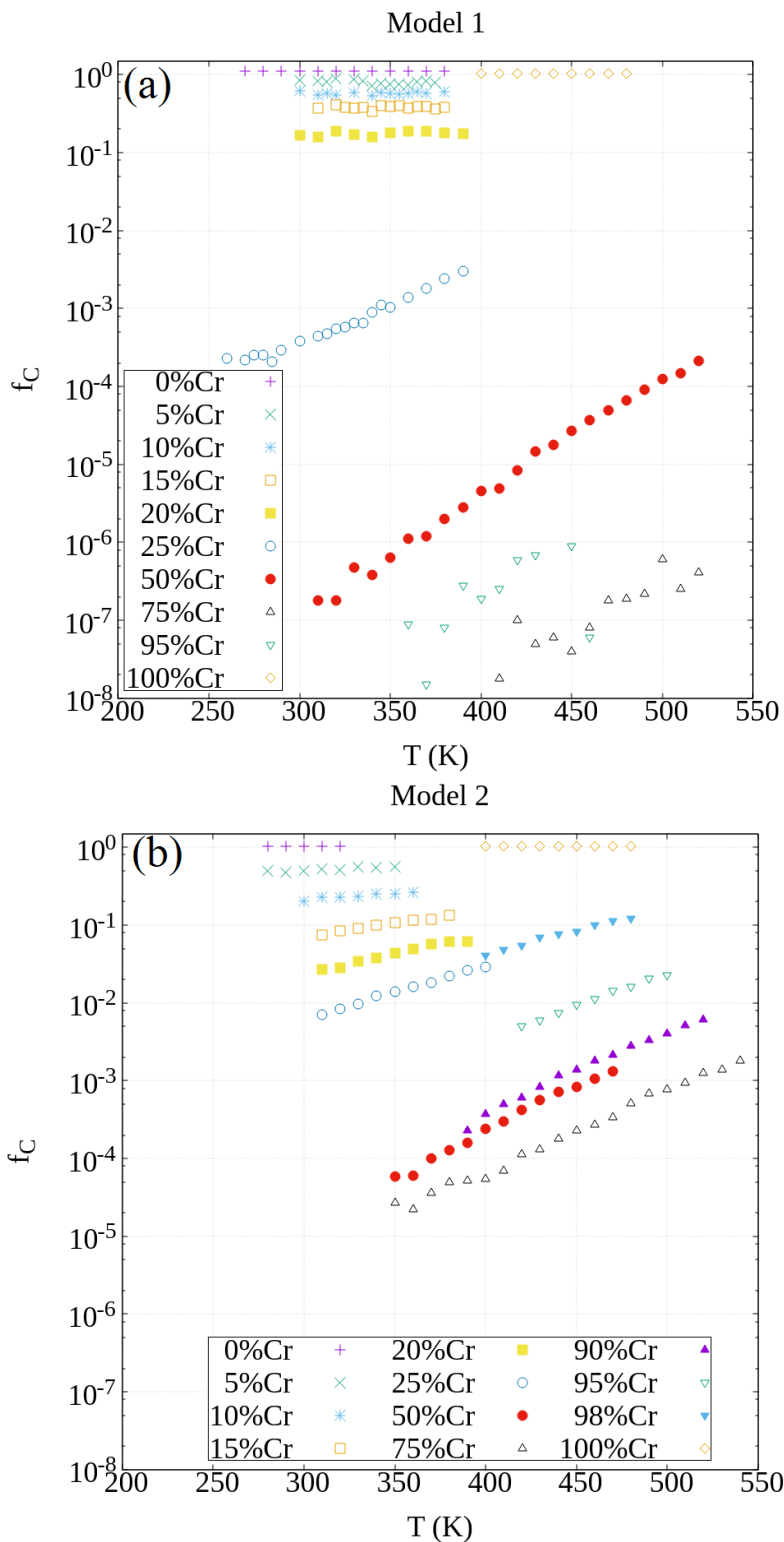 Model 1
(a)
10^0
10^-1
10^-2
10^-3
10^-4
10^-5
10^-6
10^-7
10^-8
f_C
0%Cr
5%Cr
10%Cr
15%Cr
20%Cr
25%Cr
50%Cr
75%Cr
95%Cr
100%Cr
200 250 300 350 400 450 500 550
T (K)
Model 2
(b)
10^0
10^-1
10^-2
10^-3
10^-4
10^-5
10^-6
10^-7
10^-8
f_C
0%Cr 20%Cr 90%Cr
5%Cr 25%Cr 95%Cr
10%Cr 50%Cr 98%Cr
15%Cr 75%Cr 100%Cr
200 250 300 350 400 450 500 550
T (K)